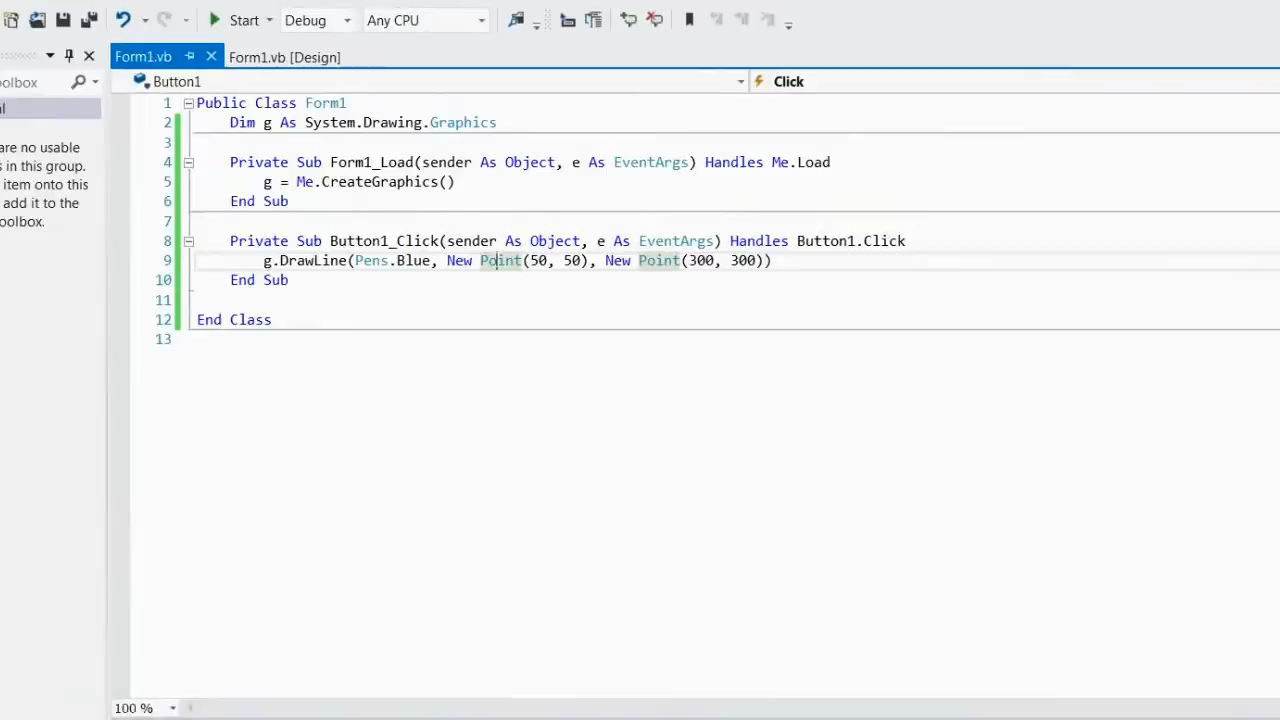 Start Debug Any CPU
Form1.vb Form1.vb [Design]
oolbox
Button1 Click
l
are no usable
s in this group.
item onto this
add it to the
oolbox.
1 Public Class Form1
2 Dim g As System.Drawing.Graphics
3
4 Private Sub Form1_Load(sender As Object, e As EventArgs) Handles Me.Load
5 g = Me.CreateGraphics()
6 End Sub
7
8 Private Sub Button1_Click(sender As Object, e As EventArgs) Handles Button1.Click
9 g.DrawLine(Pens.Blue, New Point(50, 50), New Point(300, 300))
10 End Sub
11
12 End Class
13
100 %